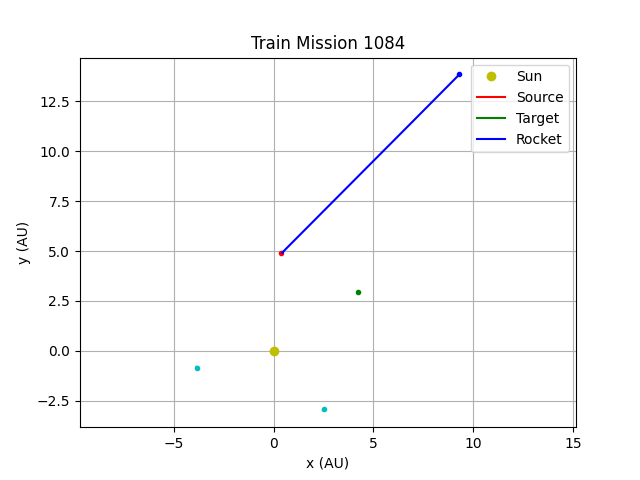 Train Mission 1084
Sun
Source
Target
Rocket
12.5
10.0
7.5
5.0
2.5
0.0
−2.5
y (AU)
−5
0
5
10
15
x (AU)